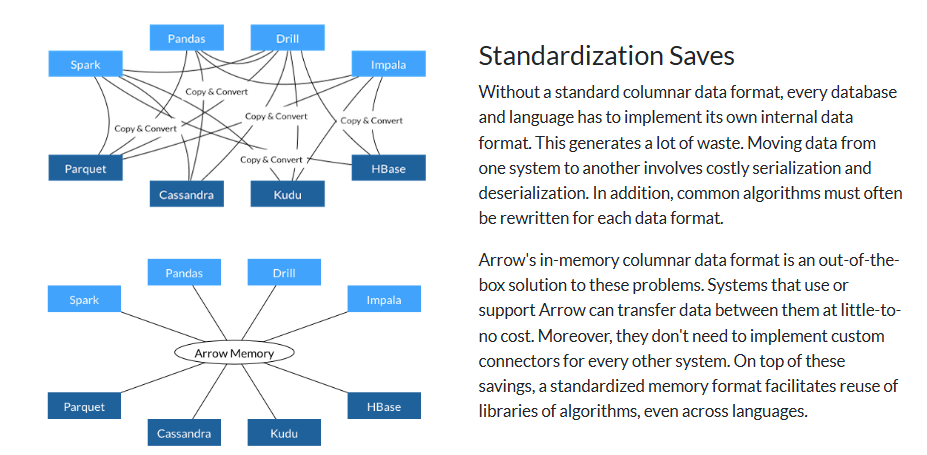 Pandas
Drill
Spark
Impala
Copy & Convert
Copy & Convert
Copy & Convert
Copy & Convert
Copy & Convert
Parquet
HBase
Cassandra
Kudu
Pandas
Drill
Spark
Impala
Arrow Memory
Parquet
HBase
Cassandra
Kudu
Standardization Saves
Without a standard columnar data format, every database
and language has to implement its own internal data
format. This generates a lot of waste. Moving data from
one system to another involves costly serialization and
deserialization. In addition, common algorithms must often
be rewritten for each data format.
Arrow's in-memory columnar data format is an out-of-the-
box solution to these problems. Systems that use or
support Arrow can transfer data between them at little-to-
no cost. Moreover, they don't need to implement custom
connectors for every other system. On top of these
savings, a standardized memory format facilitates reuse of
libraries of algorithms, even across languages.